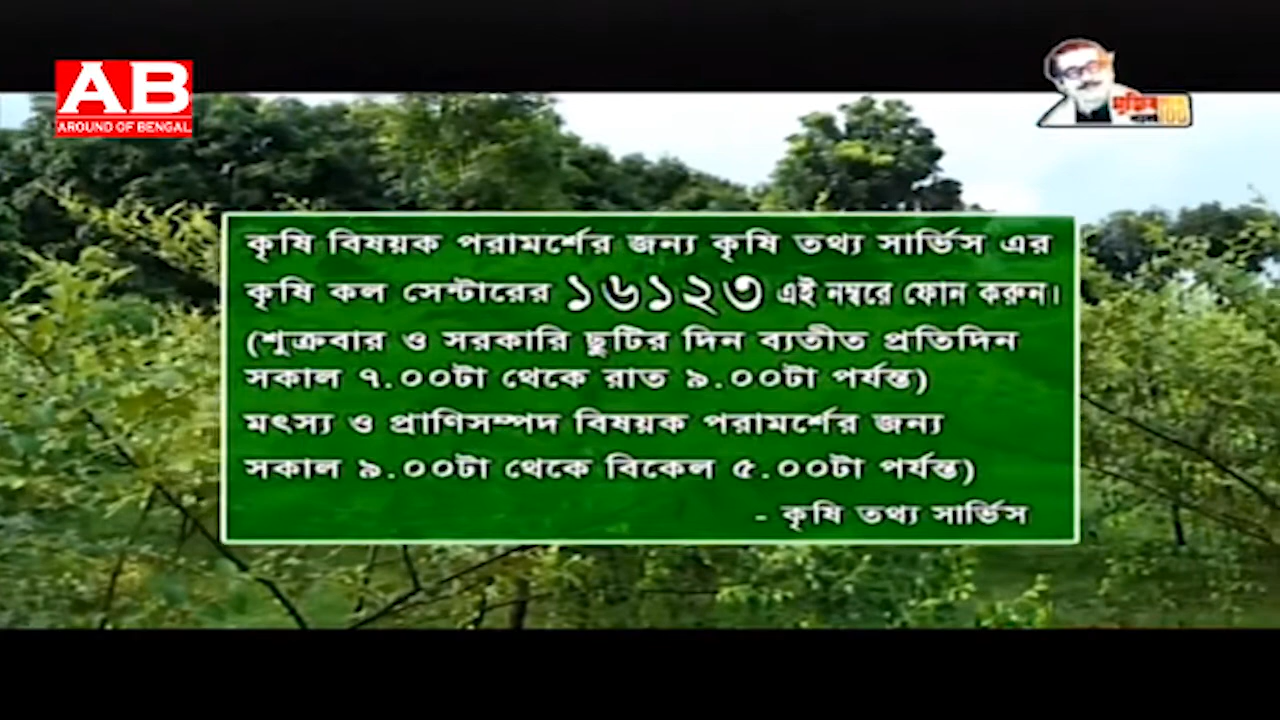 AB
AROUND OF BENGAL
মুজিব
শতবর্ষ
কৃষি বিষয়ক পরামর্শের জন্য কৃষি তথ্য সার্ভিস এর
কৃষি কল সেন্টারের ১৬১২৩ এই নম্বরে ফোন করুন।
(শুক্রবার ও সরকারি ছুটির দিন ব্যতীত প্রতিদিন
সকাল ৭.০০টা থেকে রাত ৯.০০টা পর্যন্ত)
মৎস্য ও প্রাণিসম্পদ বিষয়ক পরামর্শের জন্য
সকাল ৯.০০টা থেকে বিকেল ৫.০০টা পর্যন্ত)
- কৃষি তথ্য সার্ভিস